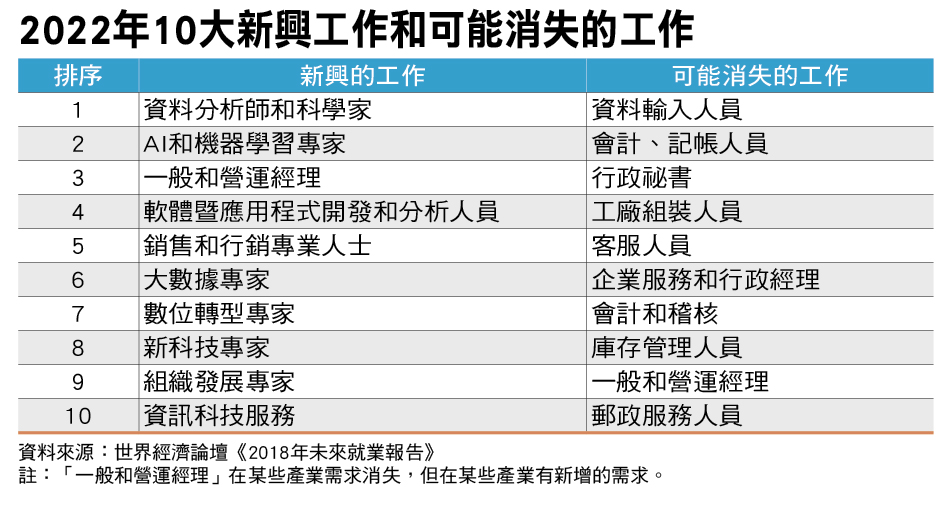 2022年10大新興工作和可能消失的工作
排序 新興的工作 可能消失的工作
1 資料分析師和科學家 資料輸入人員
2 AI和機器學習專家 會計、記帳人員
3 一般和營運經理 行政祕書
4 軟體暨應用程式開發和分析人員 工廠組裝人員
5 銷售和行銷專業人士 客服人員
6 大數據專家 企業服務和行政經理
7 數位轉型專家 會計和稽核
8 新科技專家 庫存管理人員
9 組織發展專家 一般和營運經理
10 資訊科技服務 郵政服務人員
資料來源：世界經濟論壇《2018年未來就業報告》
註：「一般和營運經理」在某些產業需求消失，但在某些產業有新增的需求。